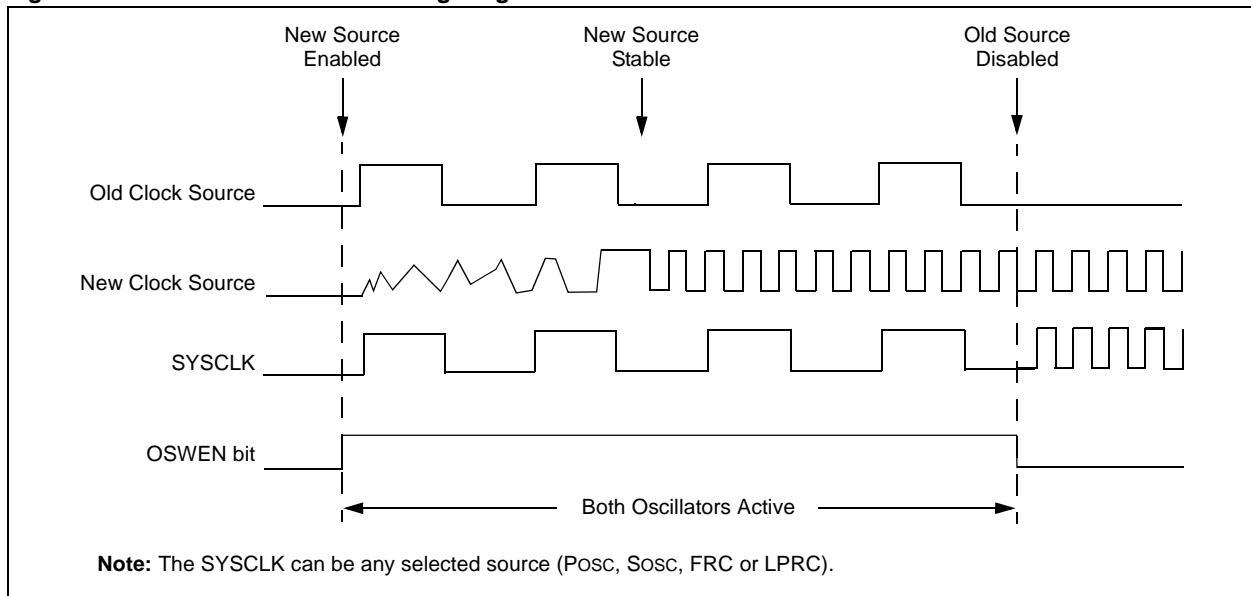 New Source
Enabled
New Source
Stable
Old Source
Disabled
Old Clock Source
New Clock Source
SYSCLK
OSWEN bit
Both Oscillators Active
Note: The SYSCLK can be any selected source (POSC, SOSC, FRC or LPRC).